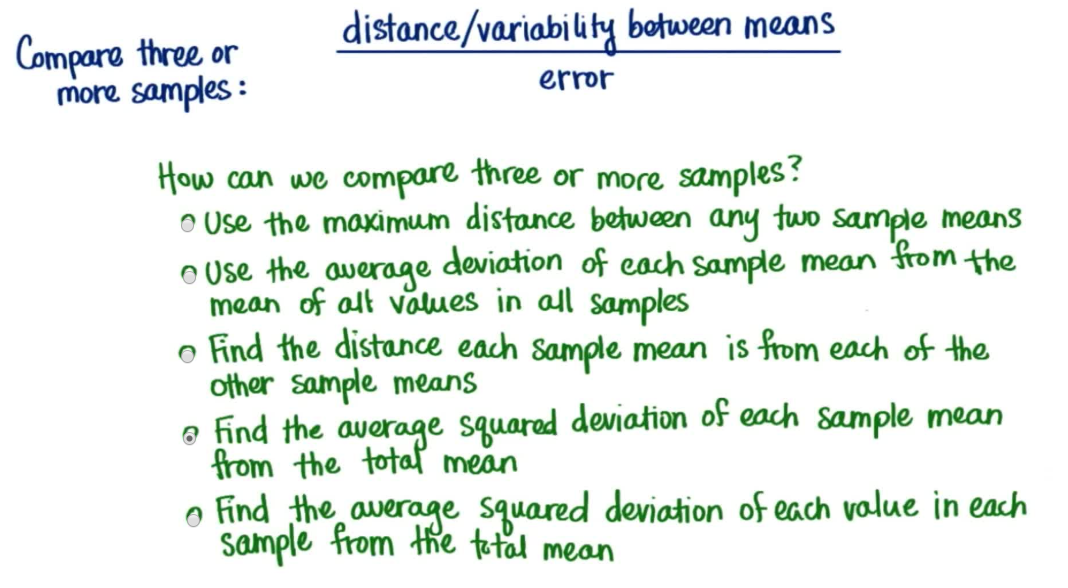 distance/variability between means
Compare three or
more samples:
error
How can we compare three or more samples?
Use the maximum distance between any two sample means
Use the average deviation of each sample mean from the
mean of all values in all samples
Find the distance each sample mean is from each of the
other sample means
Find the average squared deviation of each sample mean
from the total mean
Find the average squared deviation of each value in each
sample from the total mean